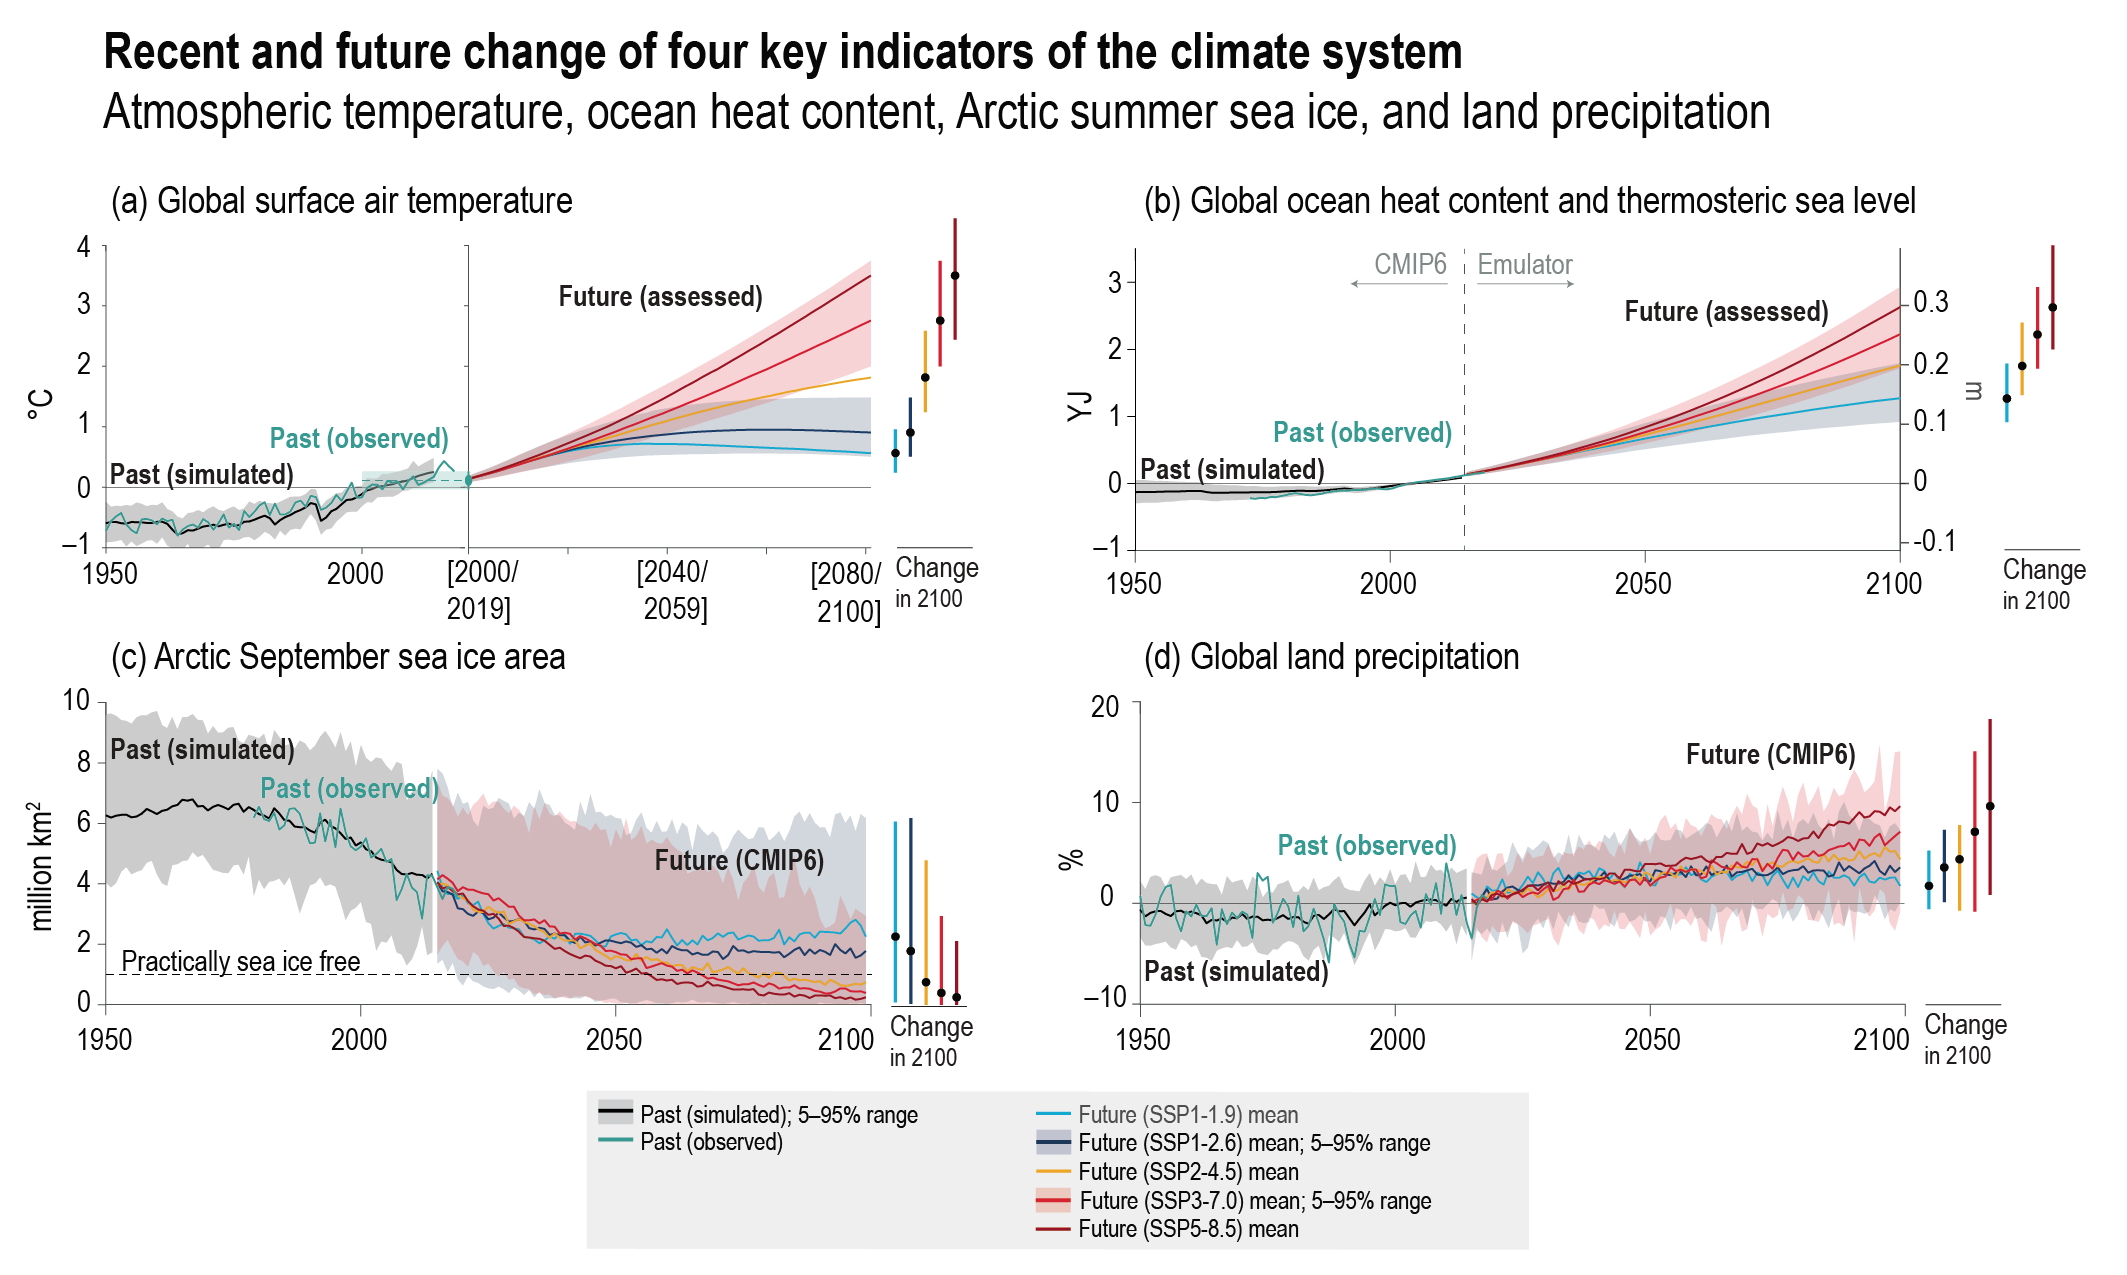 Recent and future change of four key indicators of the climate system
Atmospheric temperature, ocean heat content, Arctic summer sea ice, and land precipitation
(a) Global surface air temperature
4
3
2
1
0
–1
°C
Future (assessed)
Past (observed)
Past (simulated)
1950
2000
[2000/
2019]
[2040/
2059]
[2080/
2100]
Change
in 2100
(b) Global ocean heat content and thermosteric sea level
3
2
1
0
–1
YJ
CMIP6
Emulator
Future (assessed)
Past (observed)
Past (simulated)
0.3
0.2
0.1
0
-0.1
m
1950
2000
2050
2100
Change
in 2100
(c) Arctic September sea ice area
10
8
6
4
2
0
million km²
Past (simulated)
Past (observed)
Future (CMIP6)
Practically sea ice free
1950
2000
2050
2100
Change
in 2100
(d) Global land precipitation
20
10
0
–10
%
Future (CMIP6)
Past (observed)
Past (simulated)
1950
2000
2050
2100
Change
in 2100
Past (simulated); 5–95% range
Past (observed)
Future (SSP1-1.9) mean
Future (SSP1-2.6) mean; 5–95% range
Future (SSP2-4.5) mean
Future (SSP3-7.0) mean; 5–95% range
Future (SSP5-8.5) mean